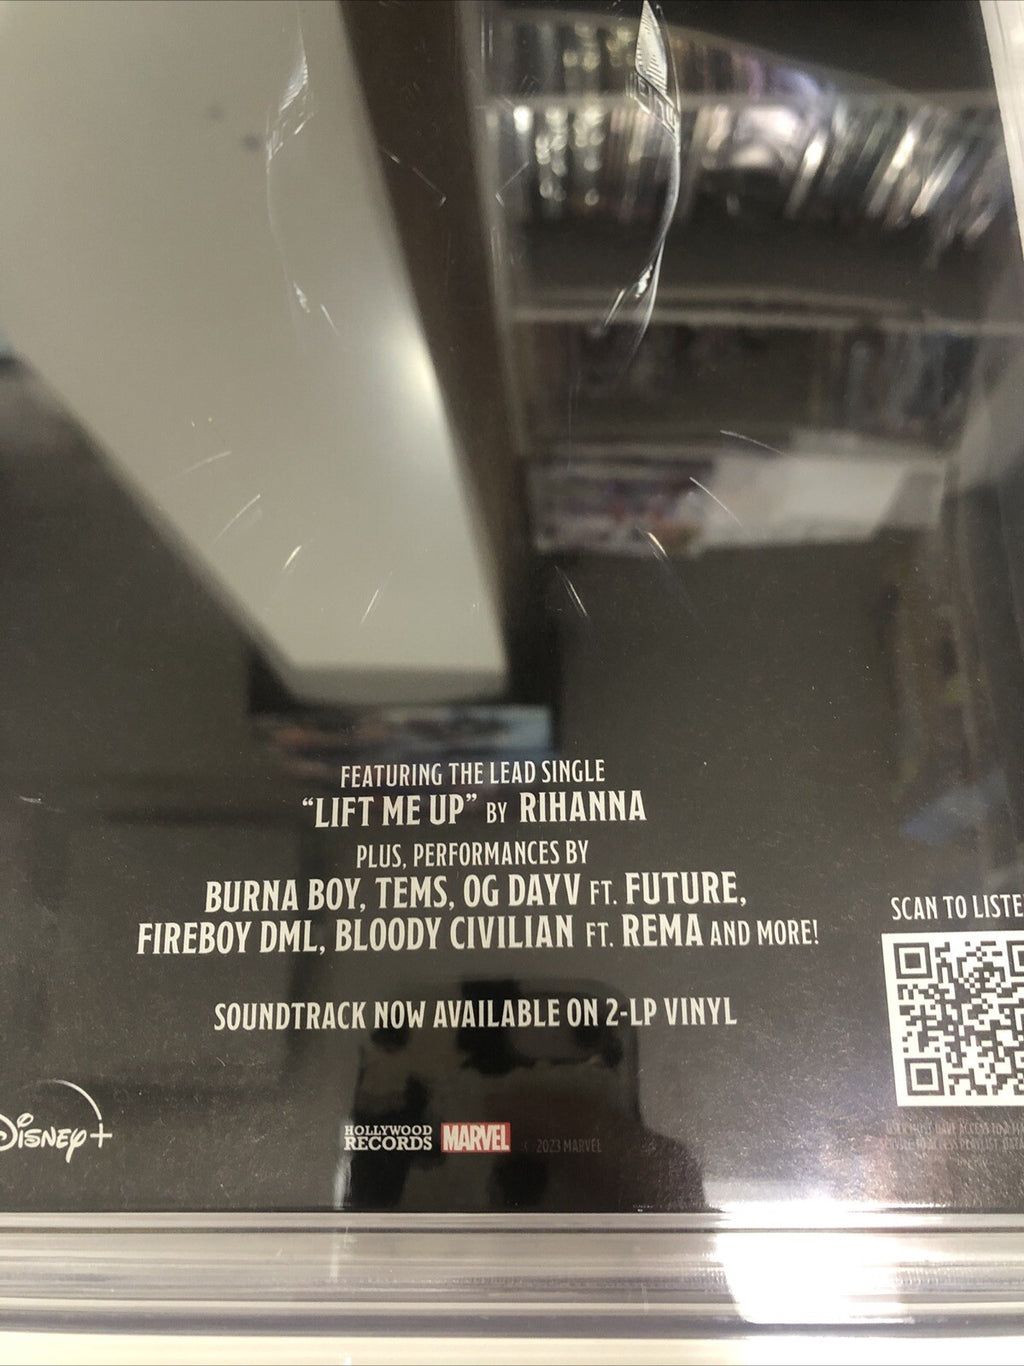 FEATURING THE LEAD SINGLE
“LIFT ME UP” BY RIHANNA
PLUS, PERFORMANCES BY
BURNA BOY, TEMS, OG DAYV FT. FUTURE,
FIREBOY DML, BLOODY CIVILIAN FT. REMA AND MORE!
SOUNDTRACK NOW AVAILABLE ON 2-LP VINYL
SCAN TO LISTE
DISNEY+
HOLLYWOOD
RECORDS MARVEL © 2023 MARVEL